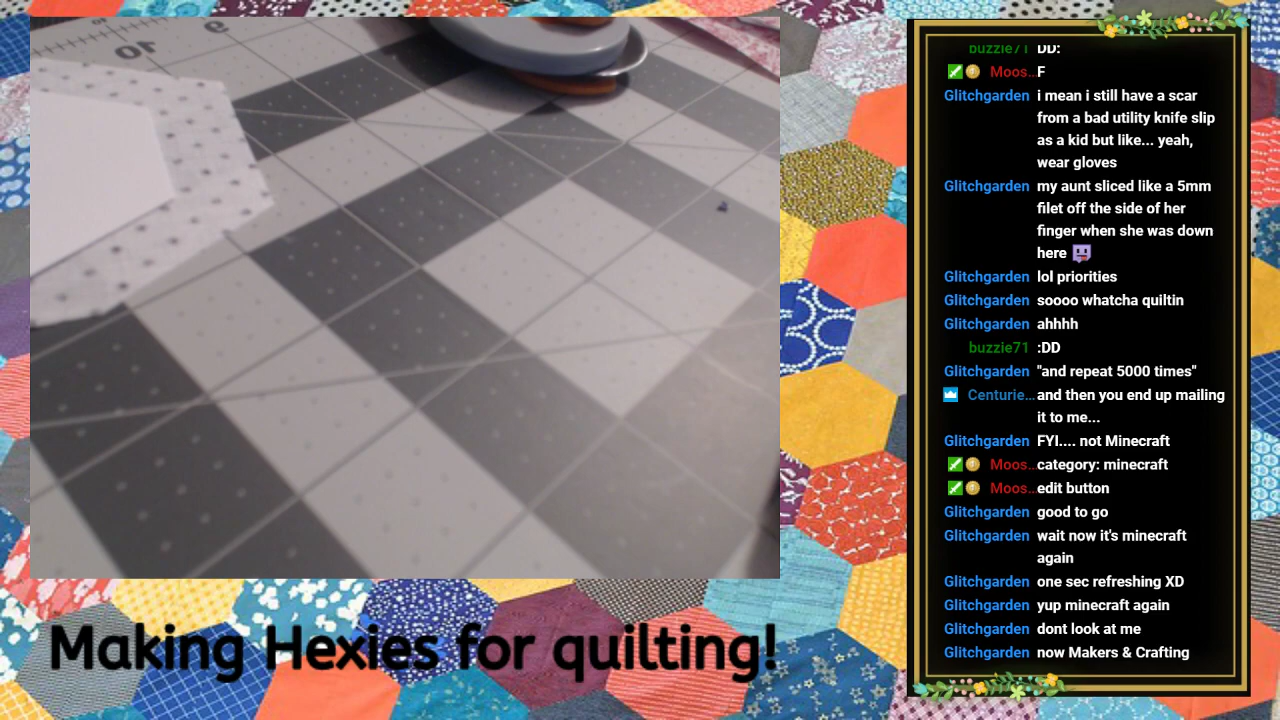 10
9
buzzie71 DD:
Moos... F
Glitchgarden i mean i still have a scar
from a bad utility knife slip
as a kid but like... yeah,
wear gloves
Glitchgarden my aunt sliced like a 5mm
filet off the side of her
finger when she was down
here
Glitchgarden lol priorities
Glitchgarden soooo whatcha quiltin
Glitchgarden ahhhh
buzzie71 :DD
Glitchgarden "and repeat 5000 times"
Centurie... and then you end up mailing
it to me...
Glitchgarden FYI.... not Minecraft
Moos... category: minecraft
Moos... edit button
Glitchgarden good to go
Glitchgarden wait now it's minecraft
again
Glitchgarden one sec refreshing XD
Glitchgarden yup minecraft again
Glitchgarden dont look at me
Glitchgarden now Makers & Crafting
Making Hexies for quilting!